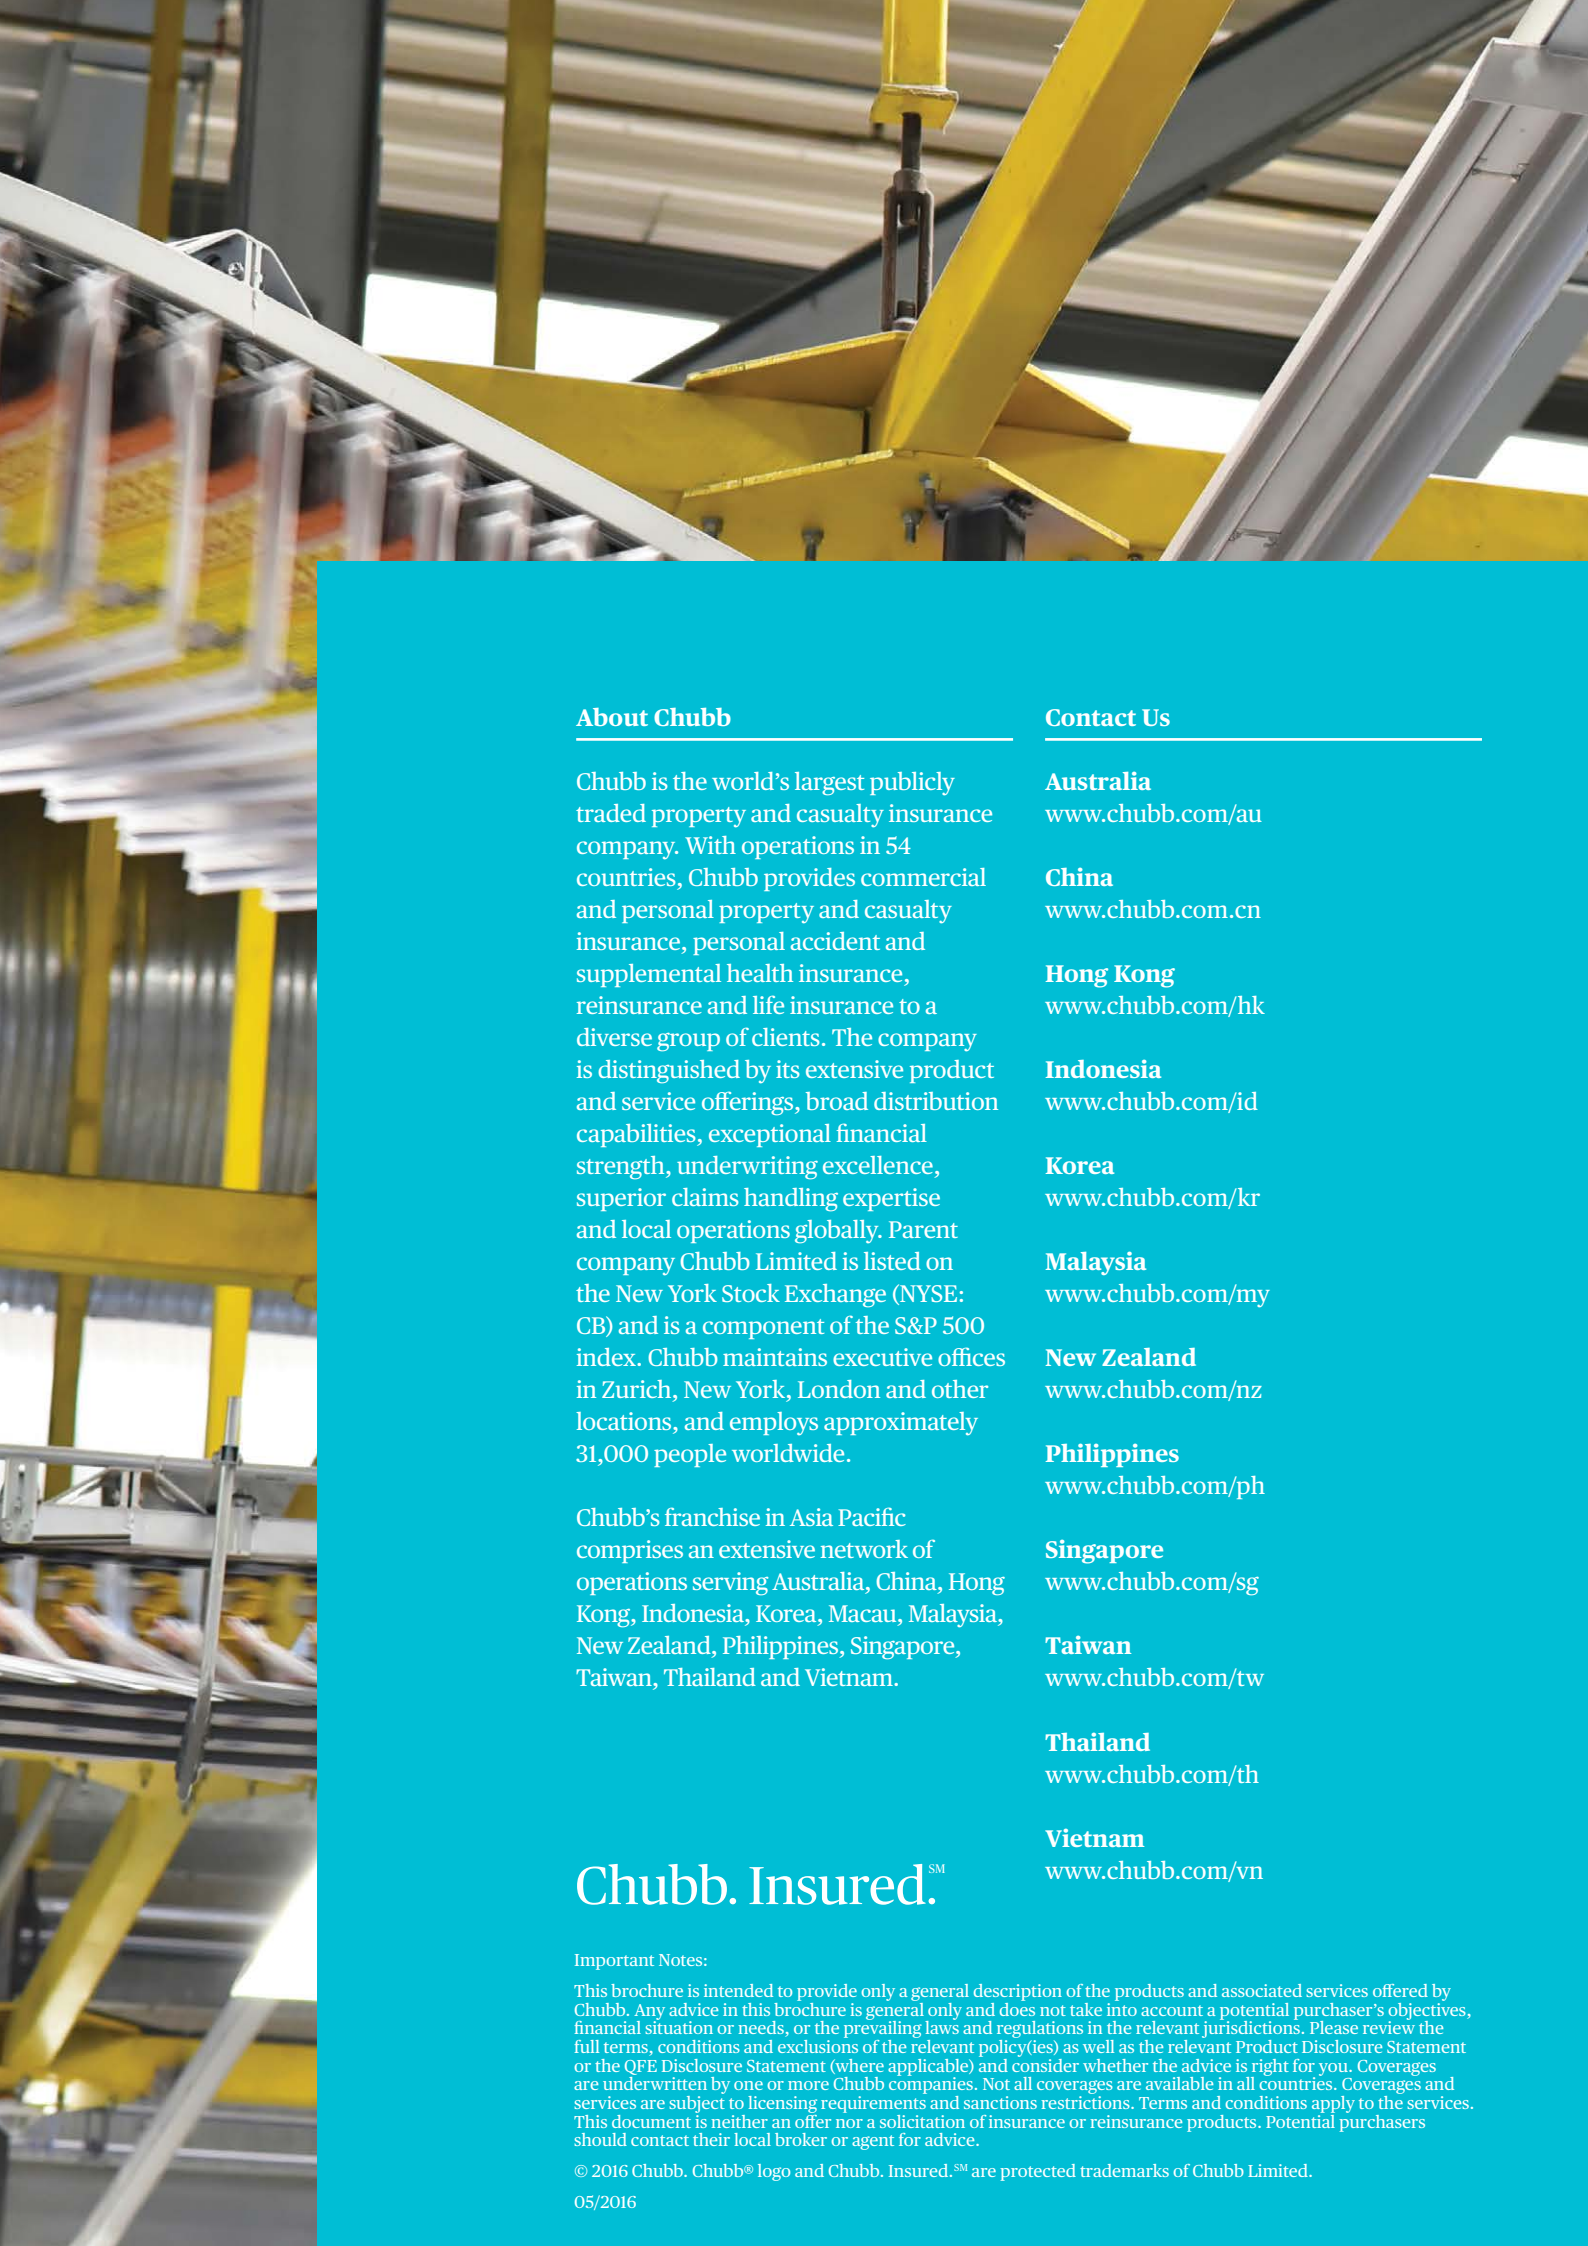 About Chubb
Chubb is the world’s largest publicly
traded property and casualty insurance
company. With operations in 54
countries, Chubb provides commercial
and personal property and casualty
insurance, personal accident and
supplemental health insurance,
reinsurance and life insurance to a
diverse group of clients. The company
is distinguished by its extensive product
and service offerings, broad distribution
capabilities, exceptional financial
strength, underwriting excellence,
superior claims handling expertise
and local operations globally. Parent
company Chubb Limited is listed on
the New York Stock Exchange (NYSE:
CB) and is a component of the S&P 500
index. Chubb maintains executive offices
in Zurich, New York, London and other
locations, and employs approximately
31,000 people worldwide.
Chubb’s franchise in Asia Pacific
comprises an extensive network of
operations serving Australia, China, Hong
Kong, Indonesia, Korea, Macau, Malaysia,
New Zealand, Philippines, Singapore,
Taiwan, Thailand and Vietnam.
Contact Us
Australia
www.chubb.com/au
China
www.chubb.com.cn
Hong Kong
www.chubb.com/hk
Indonesia
www.chubb.com/id
Korea
www.chubb.com/kr
Malaysia
www.chubb.com/my
New Zealand
www.chubb.com/nz
Philippines
www.chubb.com/ph
Singapore
www.chubb.com/sg
Taiwan
www.chubb.com/tw
Thailand
www.chubb.com/th
Vietnam
www.chubb.com/vn
Chubb. Insured.℠
Important Notes:
This brochure is intended to provide only a general description of the products and associated services offered by
Chubb. Any advice in this brochure is general only and does not take into account a potential purchaser’s objectives,
financial situation or needs, or the prevailing laws and regulations in the relevant jurisdictions. Please review the
full terms, conditions and exclusions of the relevant policy(ies) as well as the relevant Product Disclosure Statement
or the QFE Disclosure Statement (where applicable) and consider whether the advice is right for you. Coverages
are underwritten by one or more Chubb companies. Not all coverages are available in all countries. Coverages and
services are subject to licensing requirements and sanctions restrictions. Terms and conditions apply to the services.
This document is neither an offer nor a solicitation of insurance or reinsurance products. Potential purchasers
should contact their local broker or agent for advice.
© 2016 Chubb. Chubb® logo and Chubb. Insured.℠ are protected trademarks of Chubb Limited.
05/2016